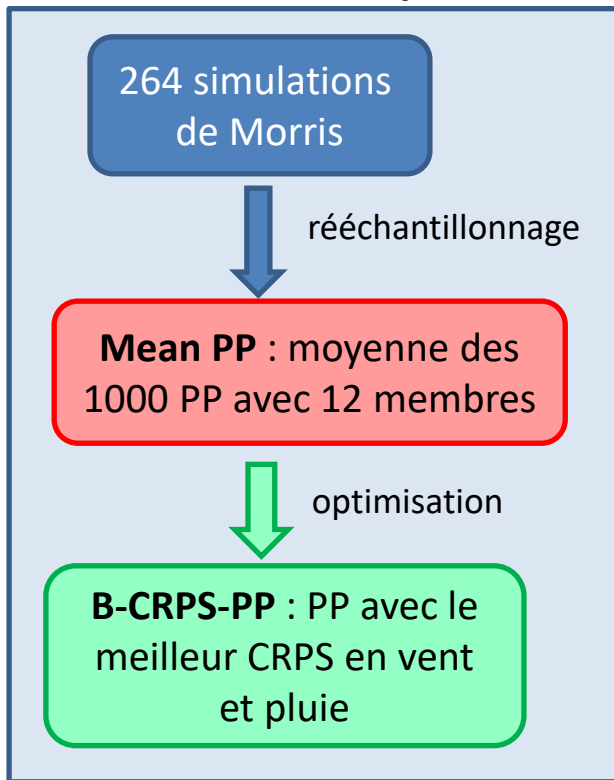 264 simulations
de Morris
rééchantillonnage
Mean PP : moyenne des
1000 PP avec 12 membres
optimisation
B-CRPS-PP : PP avec le
meilleur CRPS en vent
et pluie